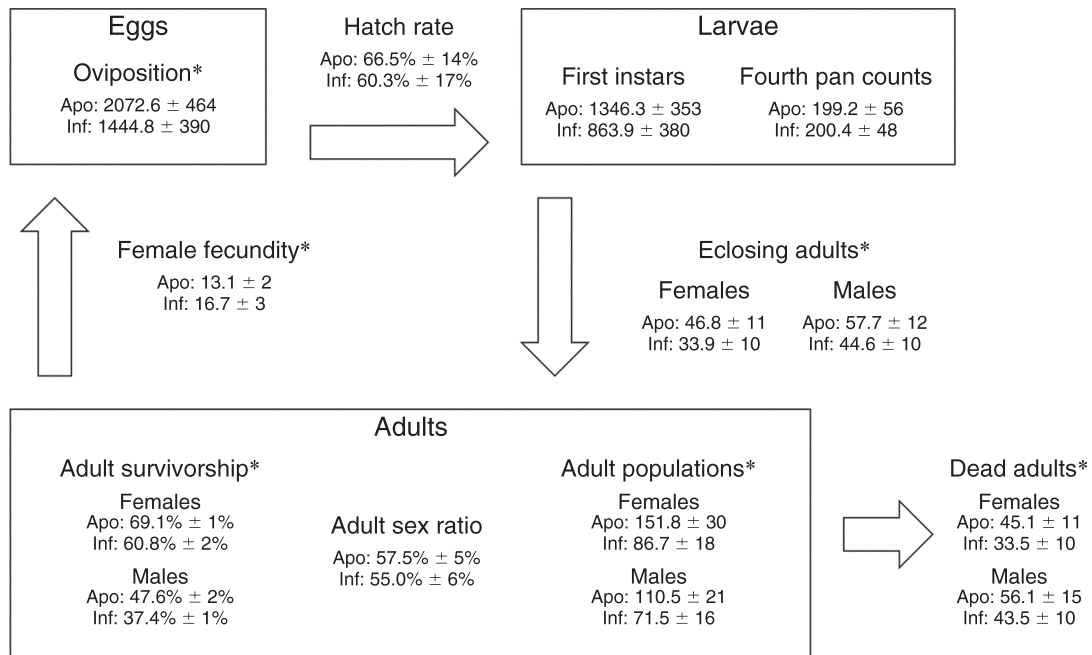 Eggs
Oviposition*
Apo: 2072.6 ± 464
Inf: 1444.8 ± 390
Hatch rate
Apo: 66.5% ± 14%
Inf: 60.3% ± 17%
Larvae
First instars
Apo: 1346.3 ± 353
Inf: 863.9 ± 380
Fourth pan counts
Apo: 199.2 ± 56
Inf: 200.4 ± 48
Female fecundity*
Apo: 13.1 ± 2
Inf: 16.7 ± 3
Eclosing adults*
Females
Apo: 46.8 ± 11
Inf: 33.9 ± 10
Males
Apo: 57.7 ± 12
Inf: 44.6 ± 10
Adults
Adult survivorship*
Females
Apo: 69.1% ± 1%
Inf: 60.8% ± 2%
Males
Apo: 47.6% ± 2%
Inf: 37.4% ± 1%
Adult sex ratio
Apo: 57.5% ± 5%
Inf: 55.0% ± 6%
Adult populations*
Females
Apo: 151.8 ± 30
Inf: 86.7 ± 18
Males
Apo: 110.5 ± 21
Inf: 71.5 ± 16
Dead adults*
Females
Apo: 45.1 ± 11
Inf: 33.5 ± 10
Males
Apo: 56.1 ± 15
Inf: 43.5 ± 10